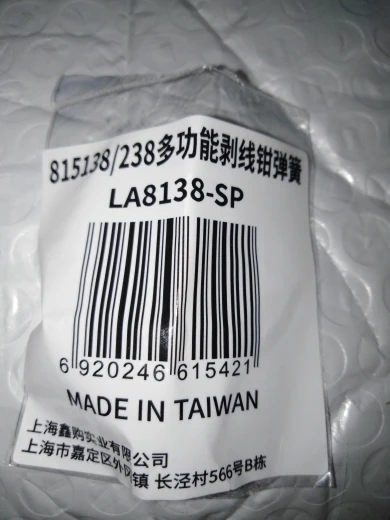 815138/238多功能剥线钳弹簧
LA8138-SP
6 920246 615421
MADE IN TAIWAN
上海鑫购实业有限公司
上海市嘉定区外冈镇 长泾村566号B栋